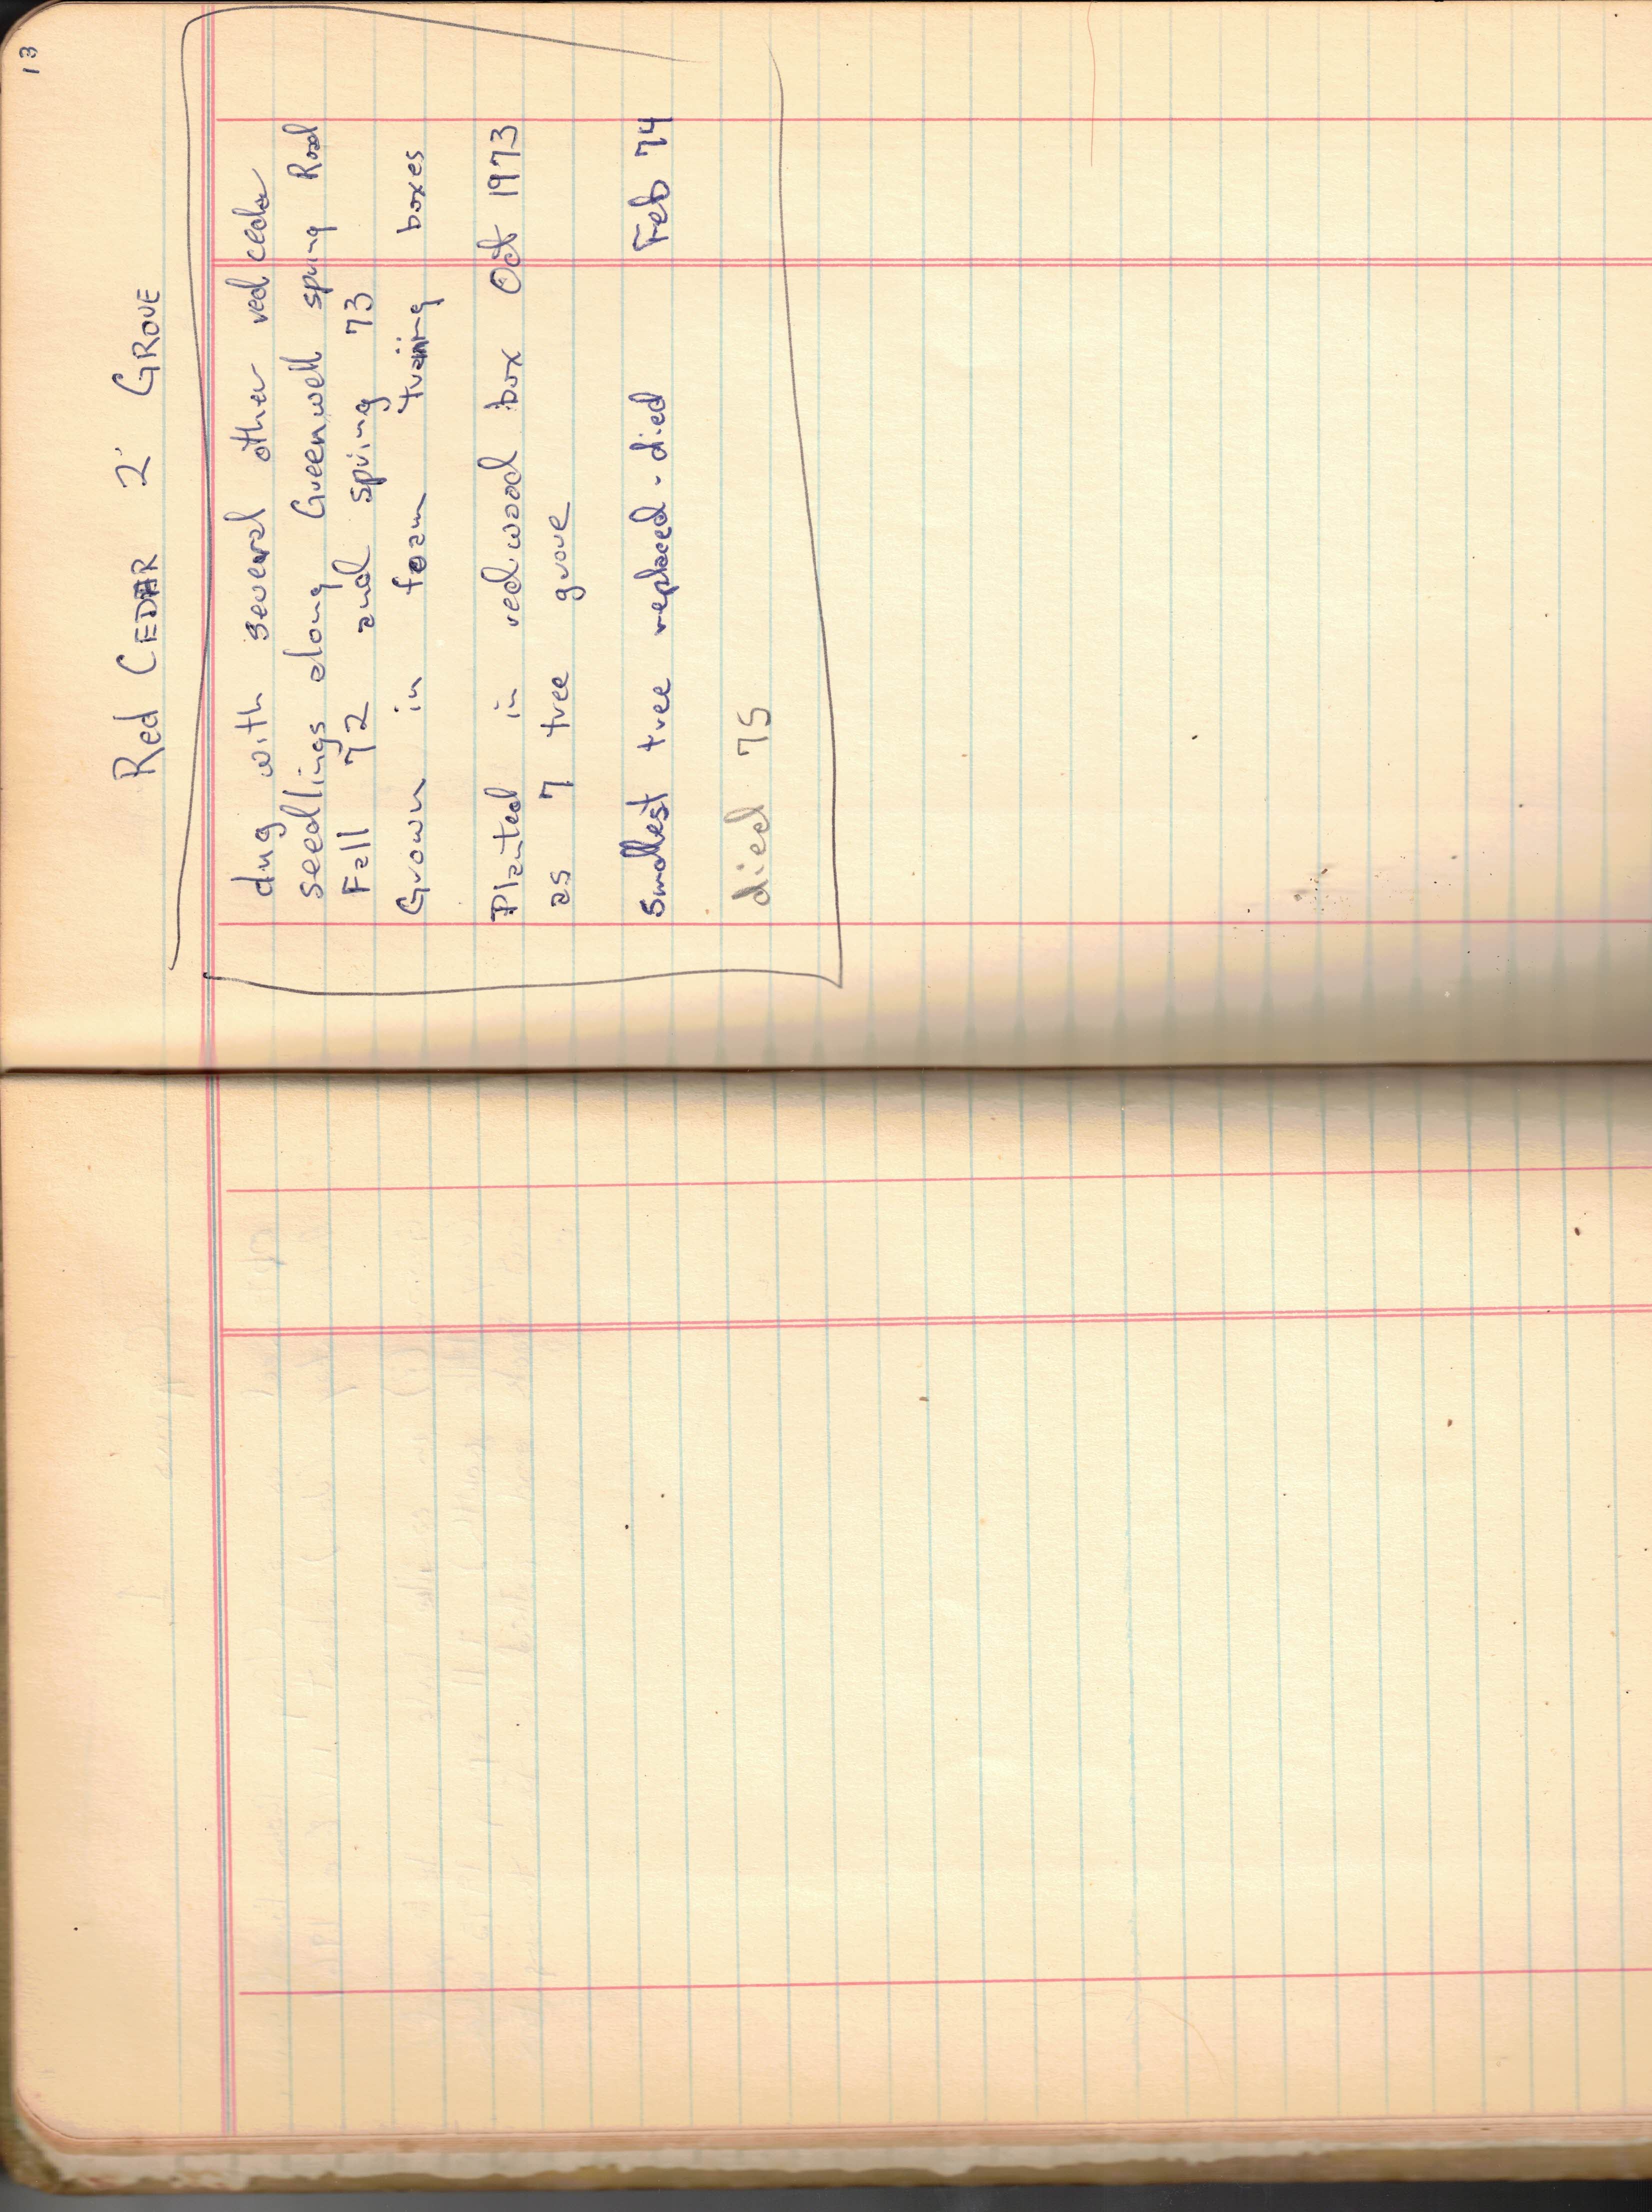 13
Red CEDAR 2 GROVE
dug with several other red ceda
seedlings along Greenwell spring Road
Fall 72 and spring 73
Grown in foam traiing boxes
Planted in redwood box Oct 1973
as 7 tree grove
smallest tree replaced - died Feb 74
died 75